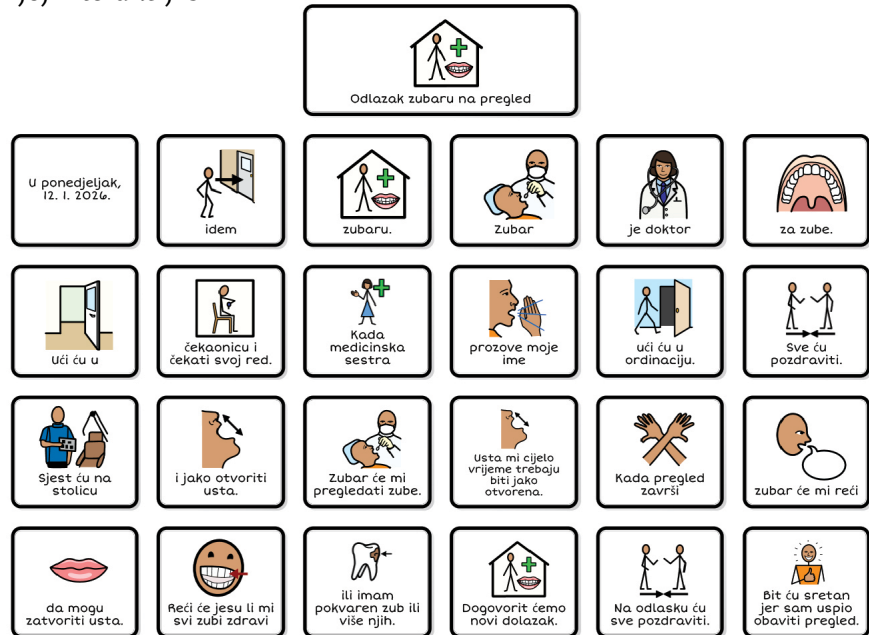 Odlazak zubaru na pregled
U ponedjeljak,
12. 1. 2026.
idem
zubaru.
Zubar
je doktor
za zube.
Ući ću u
čekaonicu i
čekati svoj red.
Kada
medicinska
sestra
prozove moje
ime
ući ću u
ordinaciju.
Sve ću
pozdraviti.
Sjest ću na
stolicu
i jako otvoriti
usta.
Zubar će mi
pregledati zube.
Usta mi cijelo
vrijeme trebaju
biti jako
otvorena.
Kada pregled
završi
zubar će mi reći
da mogu
zatvoriti usta.
Reći će jesu li mi
svi zubi zdravi
ili imam
pokvaren zub ili
više njih.
Dogovorit ćemo
novi dolazak.
Na odlasku ću
sve pozdraviti.
Bit ću sretan
jer sam uspio
obaviti pregled.